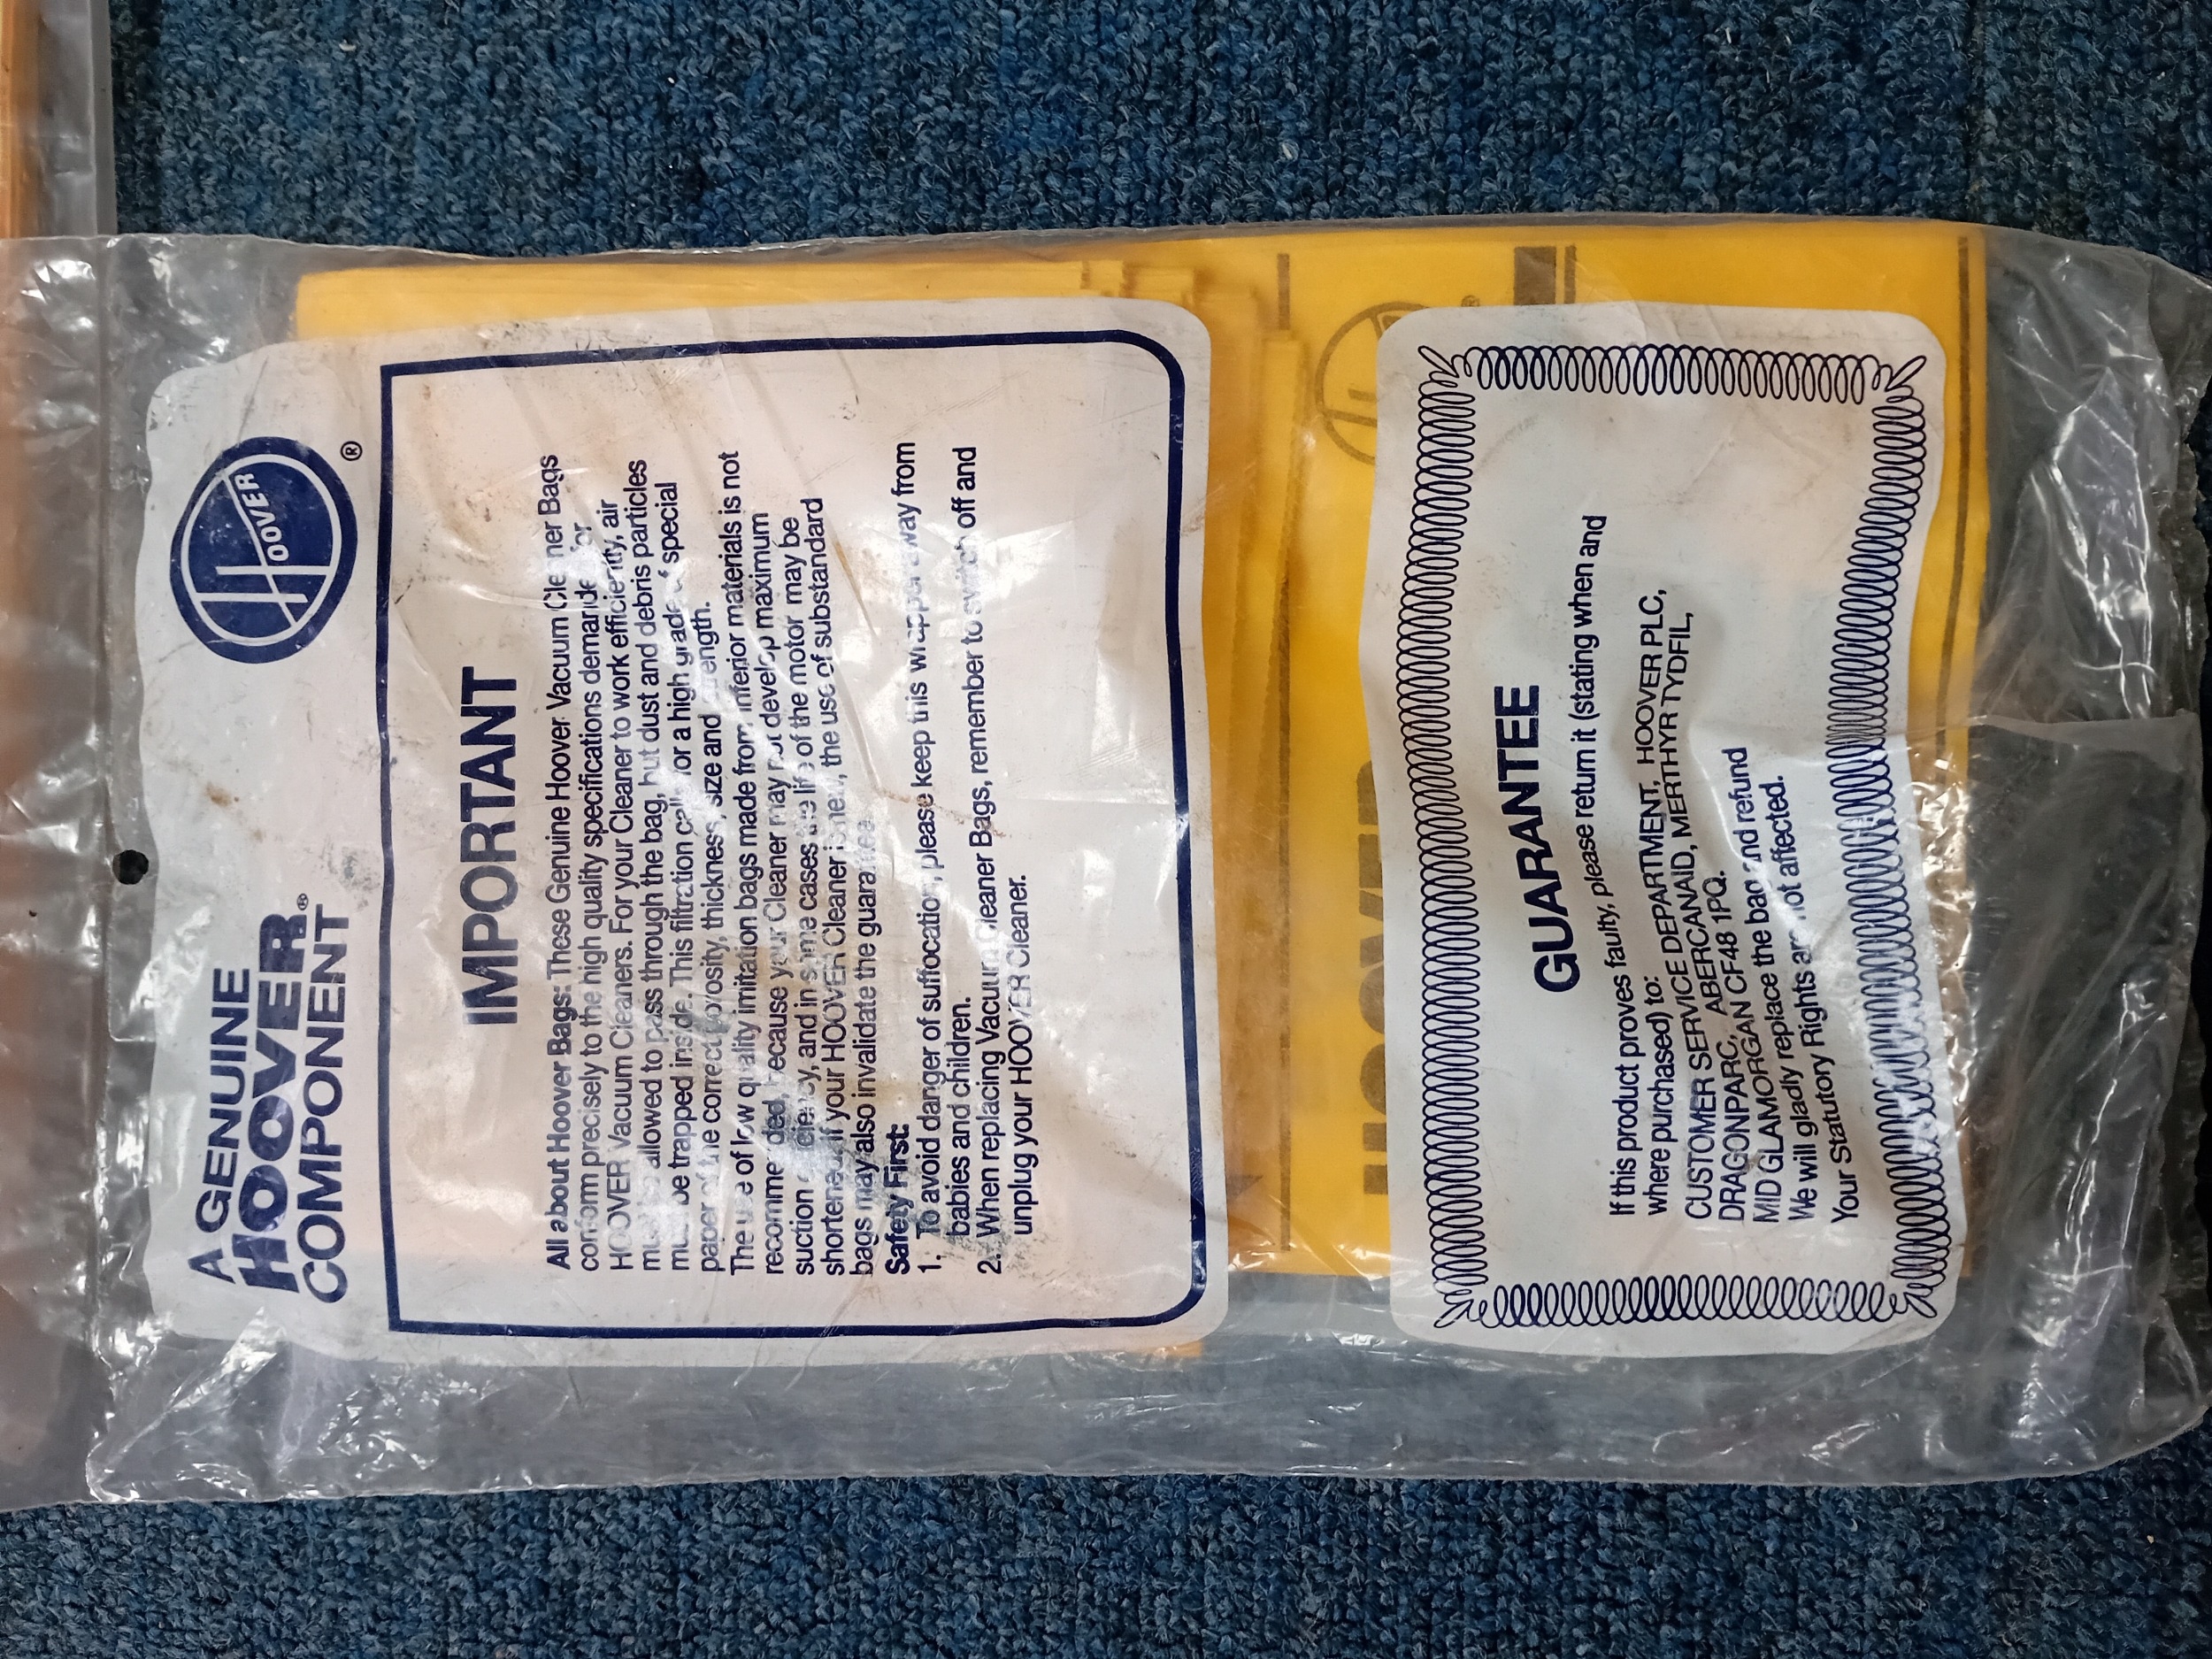 A GENUINE
HOOVER®
COMPONENT
HOOVER
®
IMPORTANT
All about Hoover Bags: These Genuine Hoover Vacuum Cleaner Bags
conform precisely to the high quality specifications demanded for
HOOVER Vacuum Cleaners. For your Cleaner to work efficiently, air
must be allowed to pass through the bag, but dust and debris particles
must be trapped inside. This filtration calls for a high grade of special
paper of the correct porosity, thickness, size and strength.
The use of low quality imitation bags made from inferior materials is not
recommended, because your Cleaner may not develop maximum
suction efficiency, and in some cases the life of the motor may be
shortened. If your HOOVER Cleaner is new, the use of substandard
bags may also invalidate the guarantee.
Safety First:
1. To avoid danger of suffocation, please keep this wrapper away from
babies and children.
2. When replacing Vacuum Cleaner Bags, remember to switch off and
unplug your HOOVER Cleaner.
®
HOOVER
GUARANTEE
If this product proves faulty, please return it (stating when and
where purchased) to:
CUSTOMER SERVICE DEPARTMENT, HOOVER PLC,
DRAGONPARC, ABERCANAID, MERTHYR TYDFIL,
MID GLAMORGAN CF48 1PQ.
We will gladly replace the bag and refund
Your Statutory Rights are not affected.